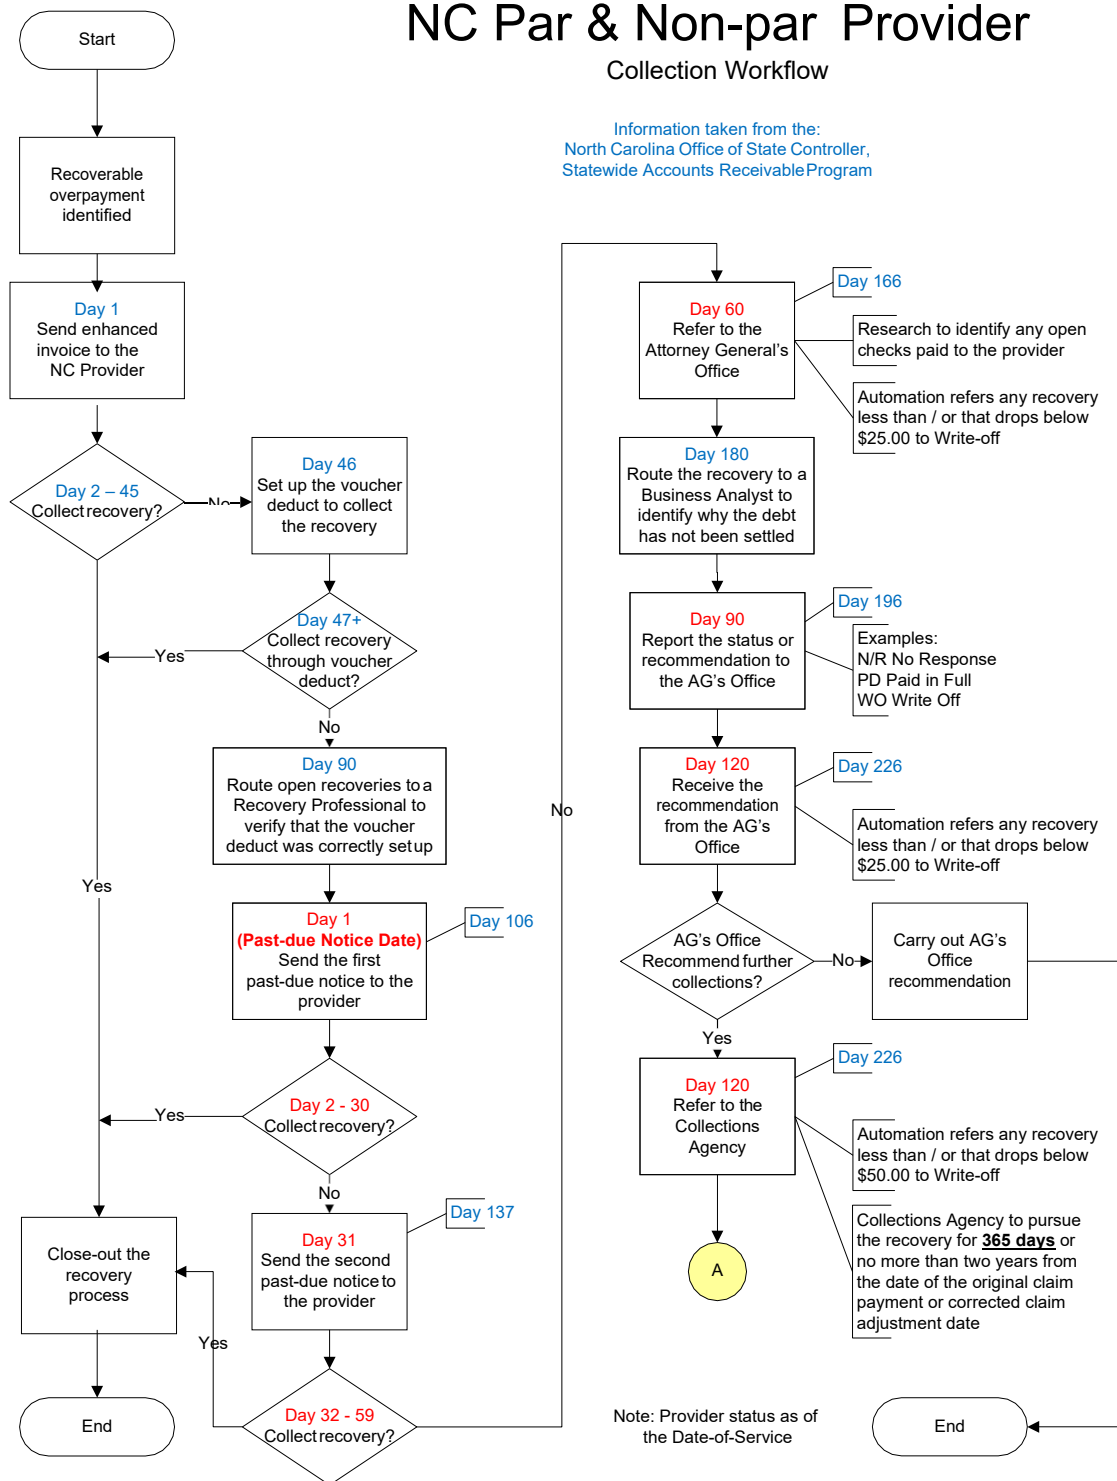 NC Par & Non-par Provider
Collection Workflow
Information taken from the:
North Carolina Office of State Controller,
Statewide Accounts Receivable Program
Start
Recoverable
overpayment
identified
Day 1
Send enhanced
invoice to the
NC Provider
Day 2 – 45
Collect recovery?
No
Day 46
Set up the voucher
deduct to collect
the recovery
Day 47+
Collect recovery
through voucher
deduct?
Yes
No
Day 90
Route open recoveries to a
Recovery Professional to
verify that the voucher
deduct was correctly set up
Yes
Day 1
(Past-due Notice Date)
Send the first
past-due notice to the
provider
Day 106
Day 2 - 30
Collect recovery?
Yes
No
Day 31
Send the second
past-due notice to
the provider
Day 137
Close-out the
recovery
process
Yes
Day 32 - 59
Collect recovery?
End
No
Day 60
Refer to the
Attorney General's
Office
Day 166
Research to identify any open
checks paid to the provider
Automation refers any recovery
less than / or that drops below
$25.00 to Write-off
Day 180
Route the recovery to a
Business Analyst to
identify why the debt
has not been settled
Day 90
Report the status or
recommendation to
the AG's Office
Day 196
Examples:
N/R No Response
PD Paid in Full
WO Write Off
Day 120
Receive the
recommendation
from the AG's
Office
Day 226
Automation refers any recovery
less than / or that drops below
$25.00 to Write-off
AG's Office
Recommend further
collections?
No
Carry out AG's
Office
recommendation
Yes
Day 120
Refer to the
Collections
Agency
Day 226
Automation refers any recovery
less than / or that drops below
$50.00 to Write-off
Collections Agency to pursue
the recovery for 365 days or
no more than two years from
the date of the original claim
payment or corrected claim
adjustment date
A
Note: Provider status as of
the Date-of-Service
End